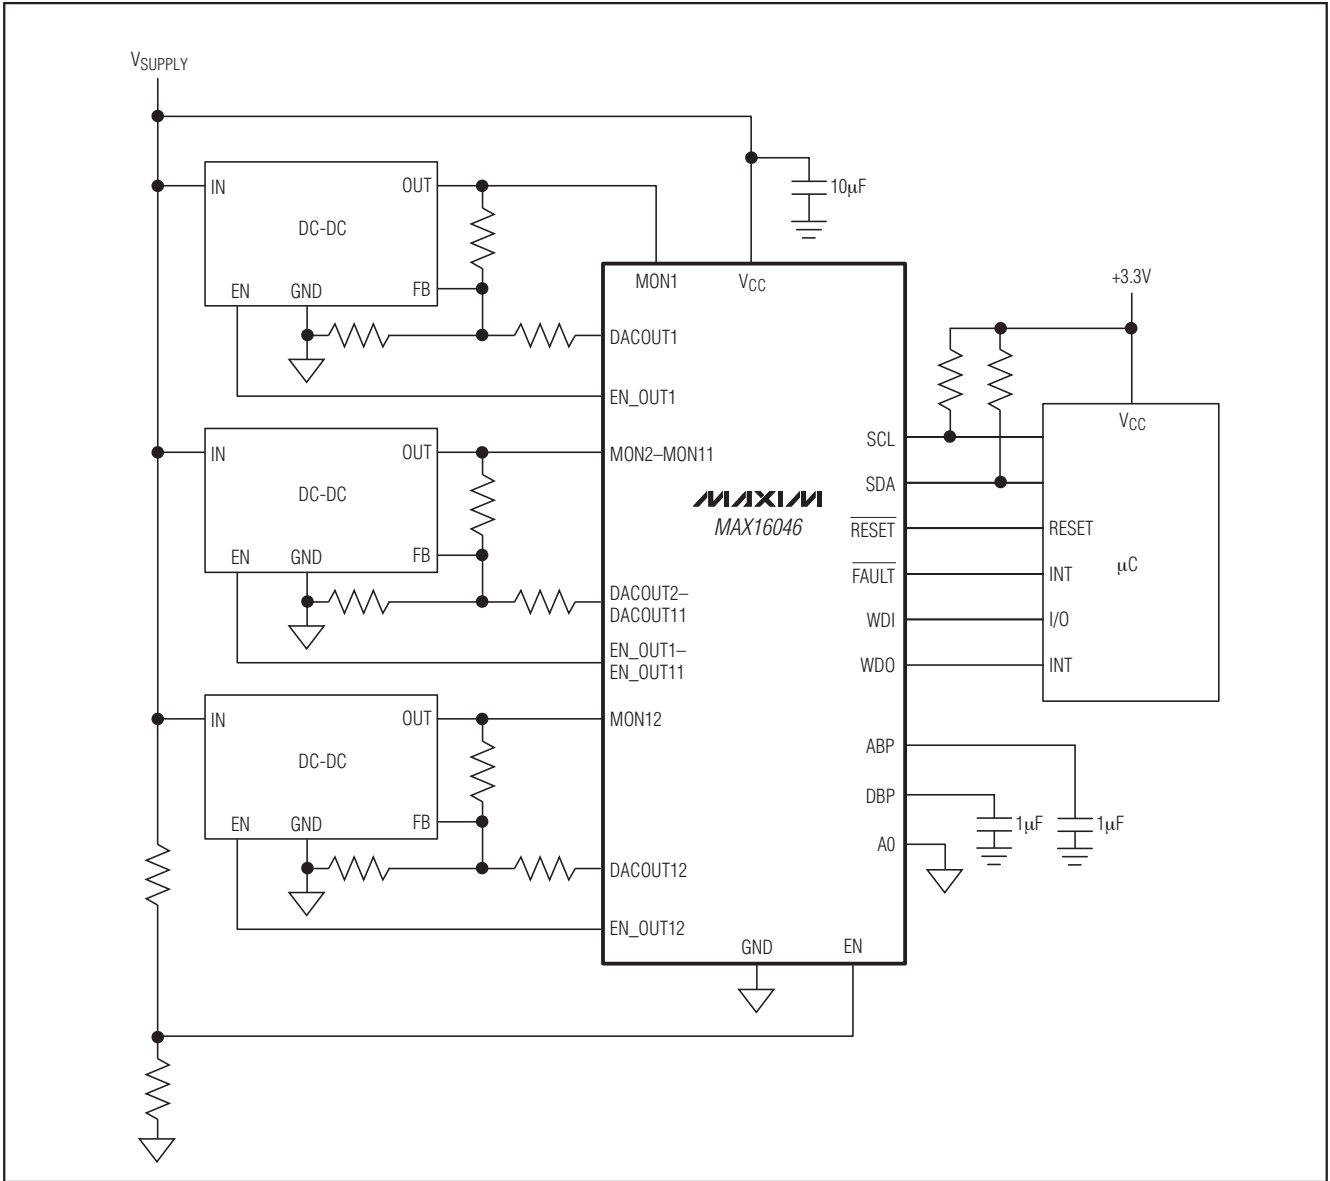 VSUPPLY
IN
OUT
DC-DC
EN
GND
FB
10µF
MON1
VCC
DACOUT1
EN_OUT1
+3.3V
IN
OUT
DC-DC
EN
GND
FB
MON2–MON11
DACOUT2–
DACOUT11
EN_OUT1–
EN_OUT11
MAXIM
MAX16046
SCL
SDA
RESET
FAULT
WDI
WDO
VCC
RESET
INT
µC
I/O
INT
IN
OUT
DC-DC
EN
GND
FB
MON12
DACOUT12
EN_OUT12
ABP
DBP
A0
1µF
1µF
GND
EN